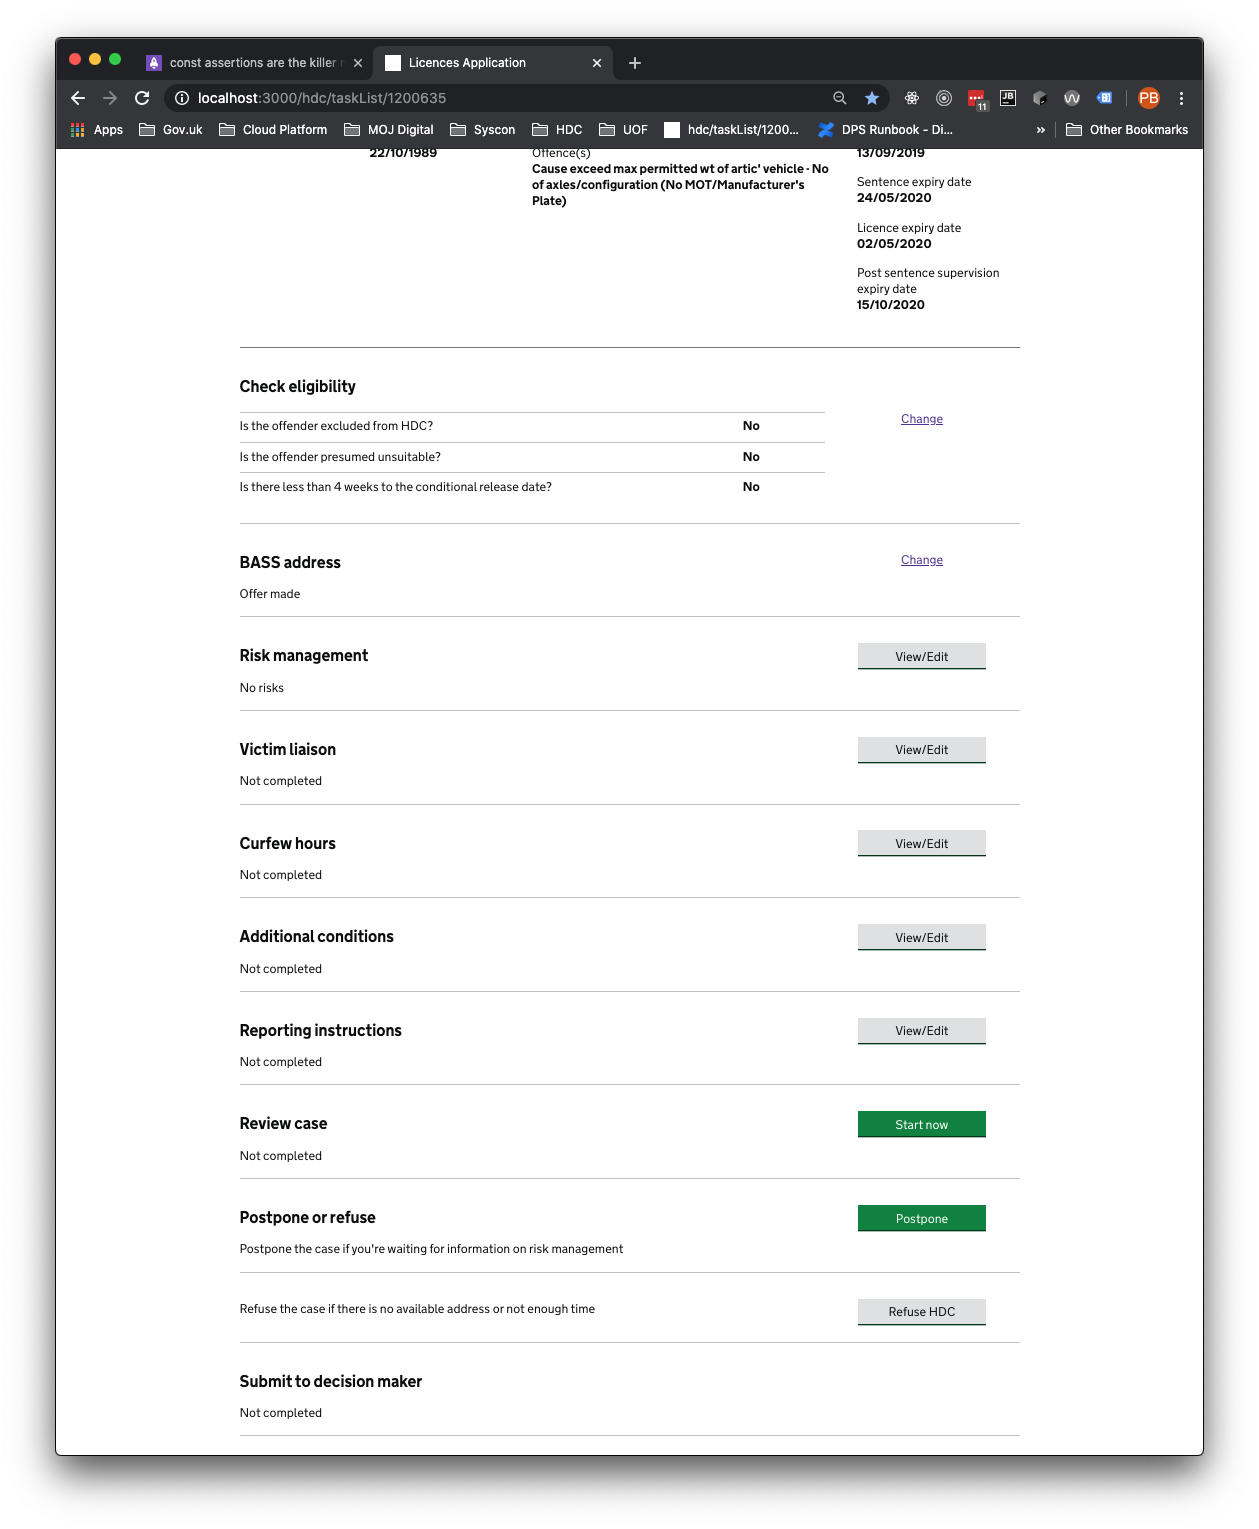 const assertions are the killer
Licences Application
localhost:3000/hdc/taskList/1200635
11
JB
PB
Apps
Gov.uk
Cloud Platform
MOJ Digital
Syscon
HDC
UOF
hdc/taskList/1200...
DPS Runbook - Di...
»
Other Bookmarks
22/10/1989
Offence(s)
Cause exceed max permitted wt of artic' vehicle - No
of axles/configuration (No MOT/Manufacturer's
Plate)
13/09/2019
Sentence expiry date
24/05/2020
Licence expiry date
02/05/2020
Post sentence supervision
expiry date
15/10/2020
Check eligibility
Change
Is the offender excluded from HDC? No
Is the offender presumed unsuitable? No
Is there less than 4 weeks to the conditional release date? No
BASS address
Change
Offer made
Risk management
View/Edit
No risks
Victim liaison
View/Edit
Not completed
Curfew hours
View/Edit
Not completed
Additional conditions
View/Edit
Not completed
Reporting instructions
View/Edit
Not completed
Review case
Start now
Not completed
Postpone or refuse
Postpone
Postpone the case if you're waiting for information on risk management
Refuse the case if there is no available address or not enough time
Refuse HDC
Submit to decision maker
Not completed